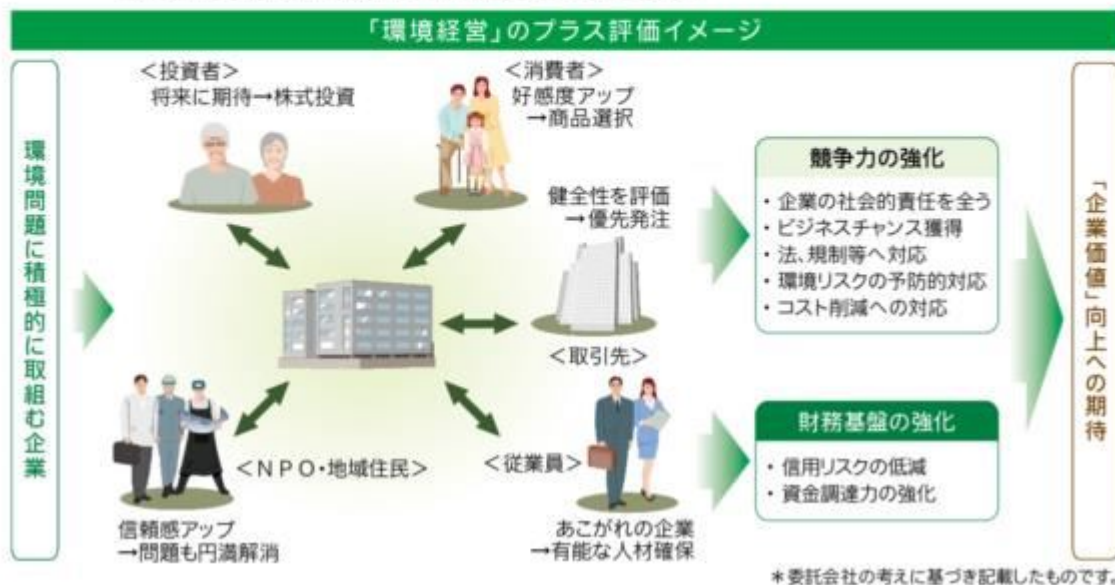 「環境経営」のプラス評価イメージ
環境問題に積極的に取組む企業
＜投資者＞
将来に期待→株式投資
＜消費者＞
好感度アップ
→商品選択
健全性を評価
→優先発注
＜取引先＞
＜NPO・地域住民＞
信頼感アップ
→問題も円満解消
＜従業員＞
あこがれの企業
→有能な人材確保
競争力の強化
・企業の社会的責任を全う
・ビジネスチャンス獲得
・法、規制等へ対応
・環境リスクの予防的対応
・コスト削減への対応
財務基盤の強化
・信用リスクの低減
・資金調達力の強化
「企業価値」向上への期待
＊委託会社の考えに基づき記載したものです。